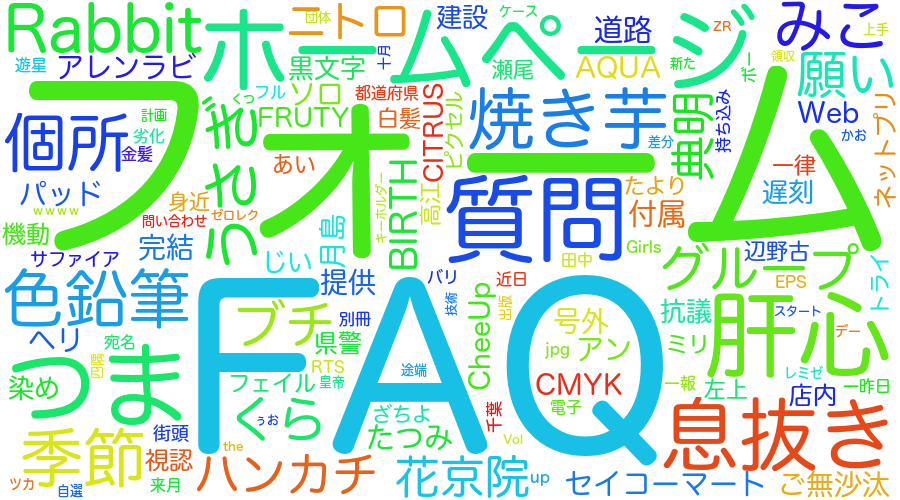 Rabbit
ホームページ
ニトロ
建設
ケース
団体
十月
道路
ZR
みこ
上手
遊星
アレンラビ
黒文字
瀬尾
AQUA
新た
ボー
領収
願い
フル
ソロ
都道府県
計画
劣化
金髪
個所
うさぎ
FRUTY
白髪
CITRUS
ピクセル
焼き芋
差分
典明
持ち込み
Web
かお
ネットプリ
フォーム
パッド
身近
wwww
問い合わせ
ゼロレク
あい
BIRTH
キーホルダー
高江
質問
たより
付属
一律
遅刻
機動
完結
サファイア
じい
月島
提供
バリ
近日
田中
Girls
グループ
辺野古
EPS
トライ
色鉛筆
ブチ
別冊
県警
技術
出版
CheeUp
号外
アン
jpg
抗議
ミリ
肝心
スタート
デー
ヘリ
宛名
四隅
RTS
フェイル
皇帝
途端
FAQ
CMYK
電子
一報
左上
レミゼ
店内
一昨日
染め
つま
くら
うぉ
ざちよ
たつみ
千葉
Vol
息抜き
季節
街頭
視認
the
ツカ
自選
来月
ハンカチ
花京院
up
セイコーマート
ご無沙汰